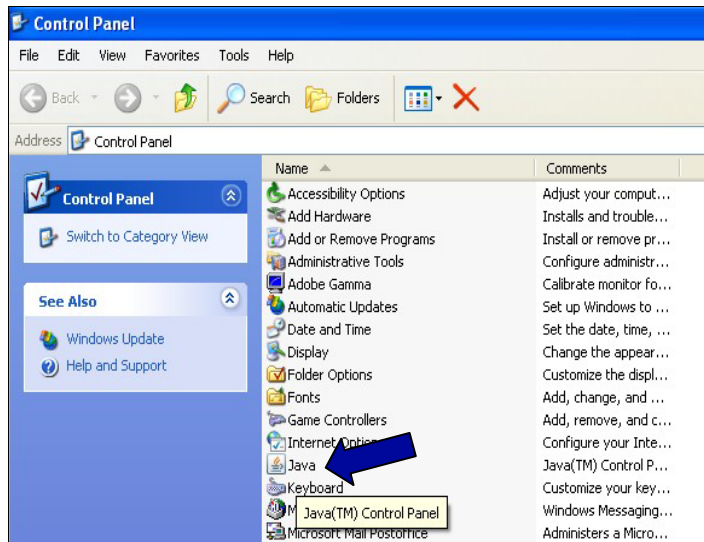 Control Panel
File Edit View Favorites Tools Help
Back Search Folders
Address Control Panel
Name Comments
Control Panel
Switch to Category View
See Also
Windows Update
Help and Support
Accessibility Options Adjust your comput...
Add Hardware Installs and trouble...
Add or Remove Programs Install or remove pr...
Administrative Tools Configure administr...
Adobe Gamma Calibrate monitor fo...
Automatic Updates Set up Windows to ...
Date and Time Set the date, time, ...
Display Change the appear...
Folder Options Customize the displ...
Fonts Add, change, and ...
Game Controllers Add, remove, and c...
Internet Options Configure your Inte...
Java Java(TM) Control P...
Keyboard Customize your key...
Java(TM) Control Panel Windows Messaging...
Microsoft Mail Postoffice Administers a Micro...